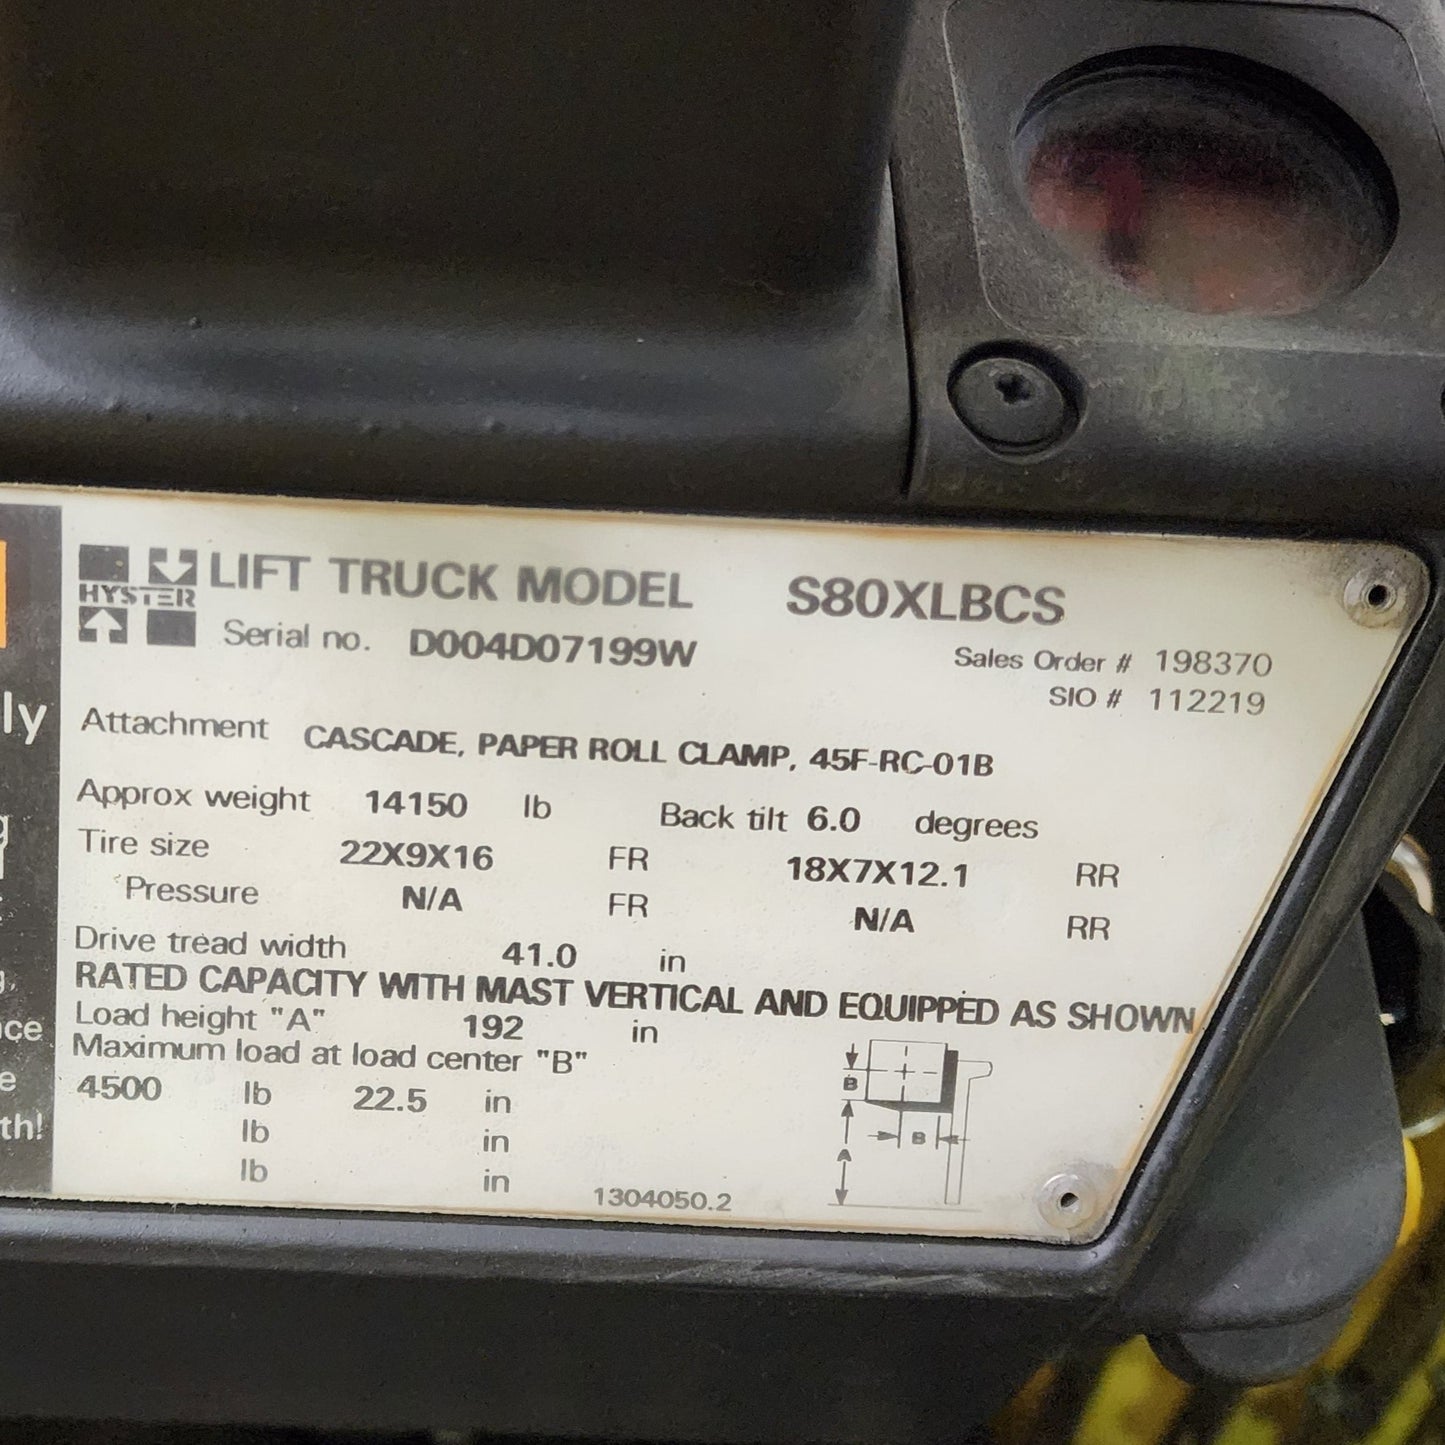 HYSTER LIFT TRUCK MODEL S80XLBCS
Serial no. D004D07199W
Sales Order # 198370
SIO # 112219
Attachment CASCADE, PAPER ROLL CLAMP, 45F-RC-01B
Approx weight 14150 lb Back tilt 6.0 degrees
Tire size 22X9X16 FR 18X7X12.1 RR
Pressure N/A FR N/A RR
Drive tread width 41.0 in
RATED CAPACITY WITH MAST VERTICAL AND EQUIPPED AS SHOWN
Load height "A" 192 in
Maximum load at load center "B"
4500 lb 22.5 in
lb in
lb in
1304050.2
B
B
A
ly
th!